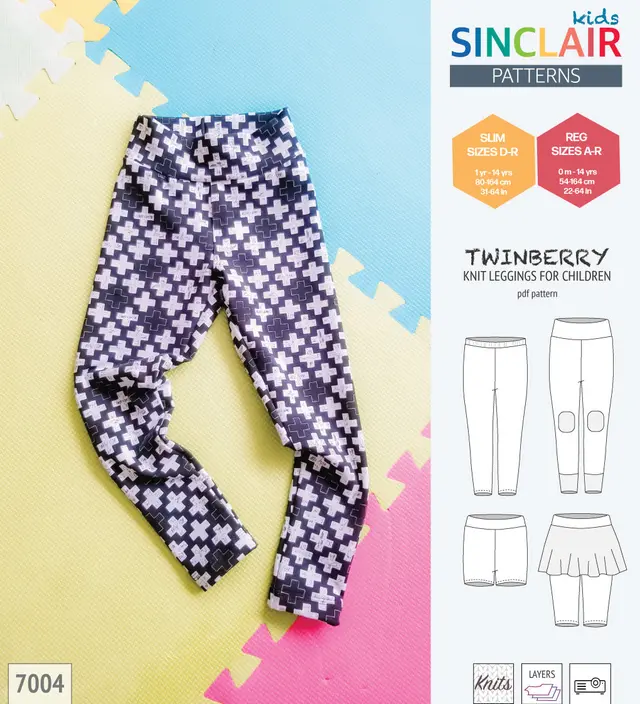 kids
SINCLAIR
PATTERNS
SLIM
SIZES D-R
1 yr - 14 yrs
80-164 cm
31-64 in
REG
SIZES A-R
0 m - 14 yrs
54-164 cm
22-64 in
TWINBERRY
KNIT LEGGINGS FOR CHILDREN
pdf pattern
7004
Knits
LAYERS